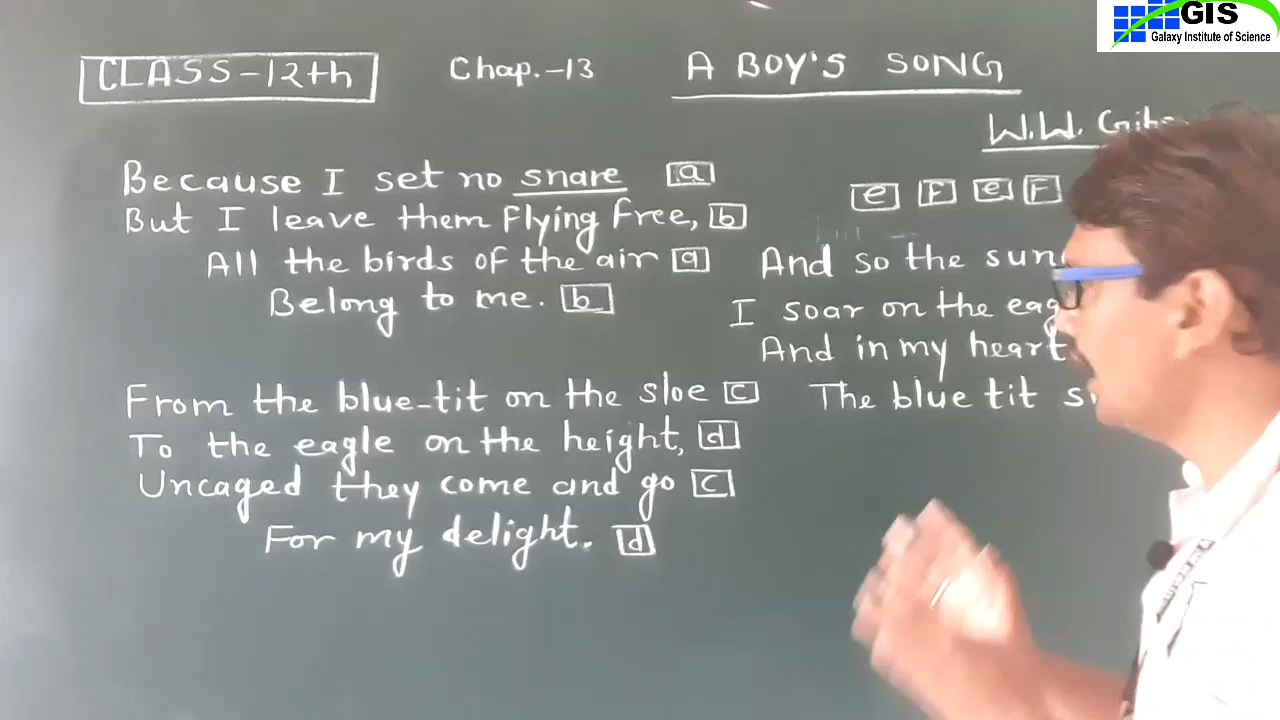 GIS
Galaxy Institute of Science
CLASS-12th Chap.-13 A BOY'S SONG
W.W.
Because I set no snare a
But I leave them Flying Free, b
All the birds of the air a
Belong to me. b
From the blue-tit on the sloe c
To the eagle on the height, d
Uncaged they come and go c
For my delight. d
e F e F
And so the
I soar on the
And in my heart
The blue tit